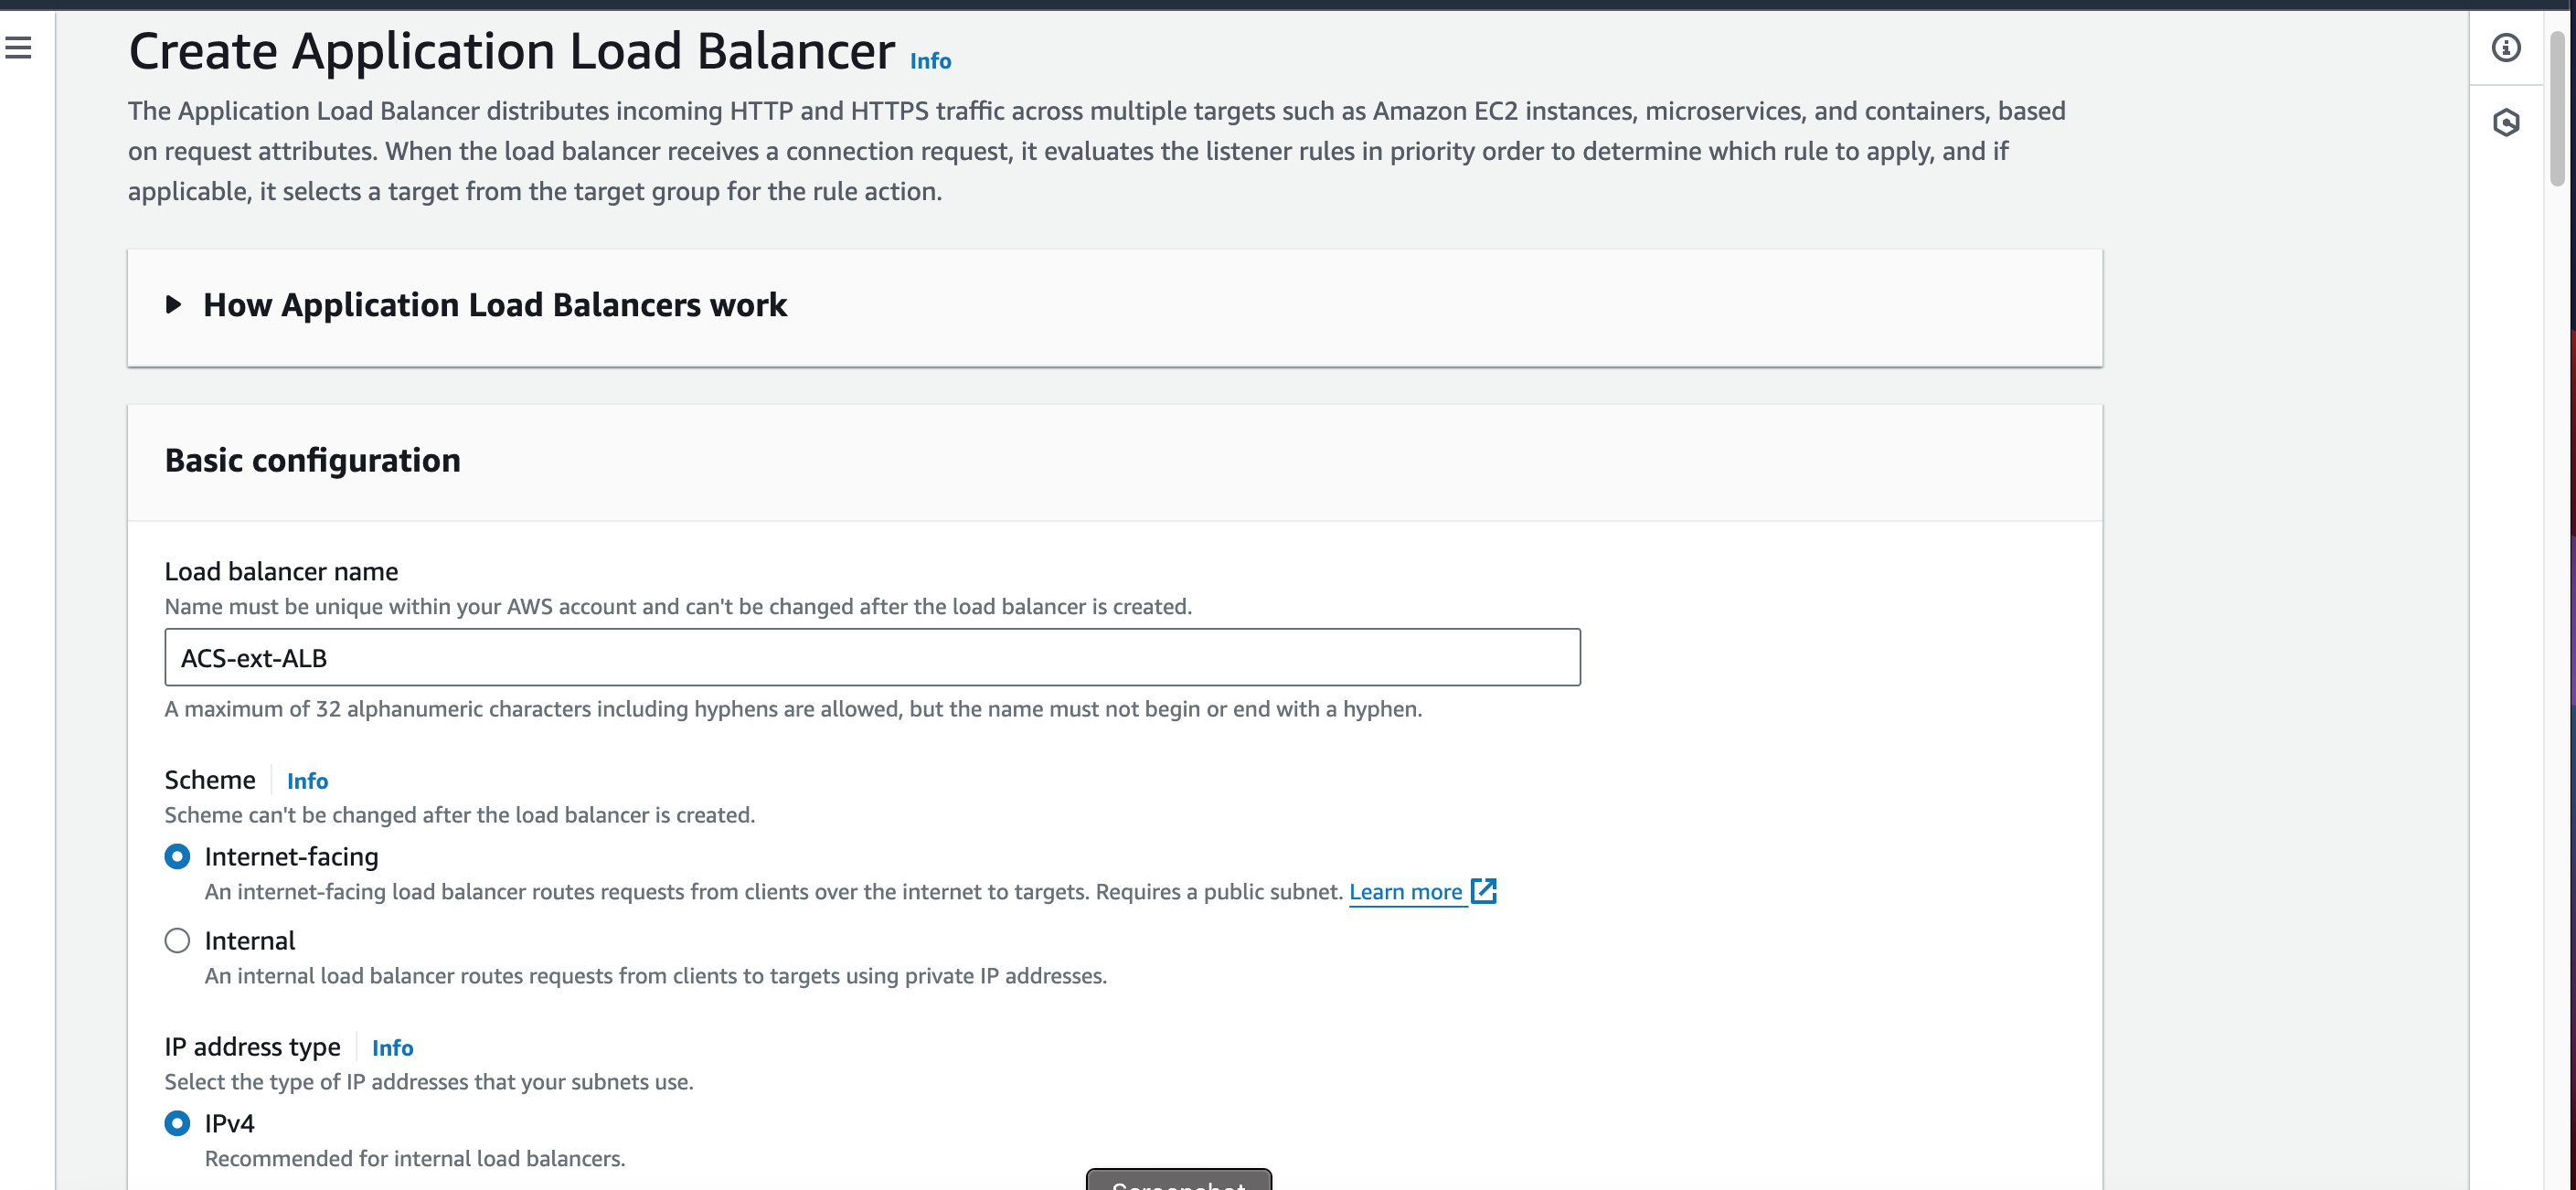 Create Application Load Balancer Info
The Application Load Balancer distributes incoming HTTP and HTTPS traffic across multiple targets such as Amazon EC2 instances, microservices, and containers, based
on request attributes. When the load balancer receives a connection request, it evaluates the listener rules in priority order to determine which rule to apply, and if
applicable, it selects a target from the target group for the rule action.
How Application Load Balancers work
Basic configuration
Load balancer name
Name must be unique within your AWS account and can't be changed after the load balancer is created.
ACS-ext-ALB
A maximum of 32 alphanumeric characters including hyphens are allowed, but the name must not begin or end with a hyphen.
Scheme Info
Scheme can't be changed after the load balancer is created.
Internet-facing
An internet-facing load balancer routes requests from clients over the internet to targets. Requires a public subnet. Learn more
Internal
An internal load balancer routes requests from clients to targets using private IP addresses.
IP address type Info
Select the type of IP addresses that your subnets use.
IPv4
Recommended for internal load balancers.
Screenshot